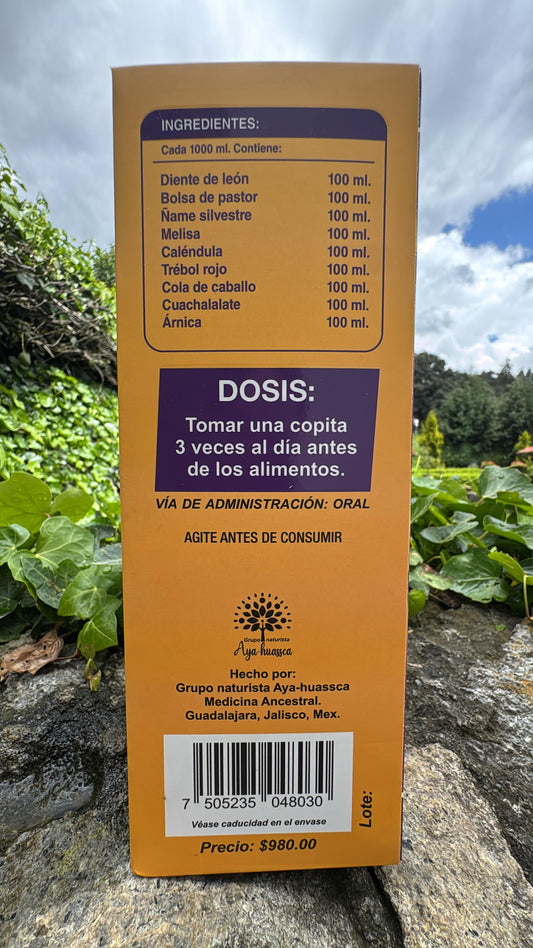 INGREDIENTES:
Cada 1000 ml. Contiene:
Diente de león 100 ml.
Bolsa de pastor 100 ml.
Ñame silvestre 100 ml.
Melisa 100 ml.
Caléndula 100 ml.
Trébol rojo 100 ml.
Cola de caballo 100 ml.
Cuachalalate 100 ml.
Árnica 100 ml.
DOSIS:
Tomar una copita
3 veces al día antes
de los alimentos.
VÍA DE ADMINISTRACIÓN: ORAL
AGITE ANTES DE CONSUMIR
Grupo naturista
Aya-huassca
Hecho por:
Grupo naturista Aya-huassca
Medicina Ancestral.
Guadalajara, Jalisco, Mex.
7 505235 048030
Véase caducidad en el envase
Lote:
Precio: $980.00